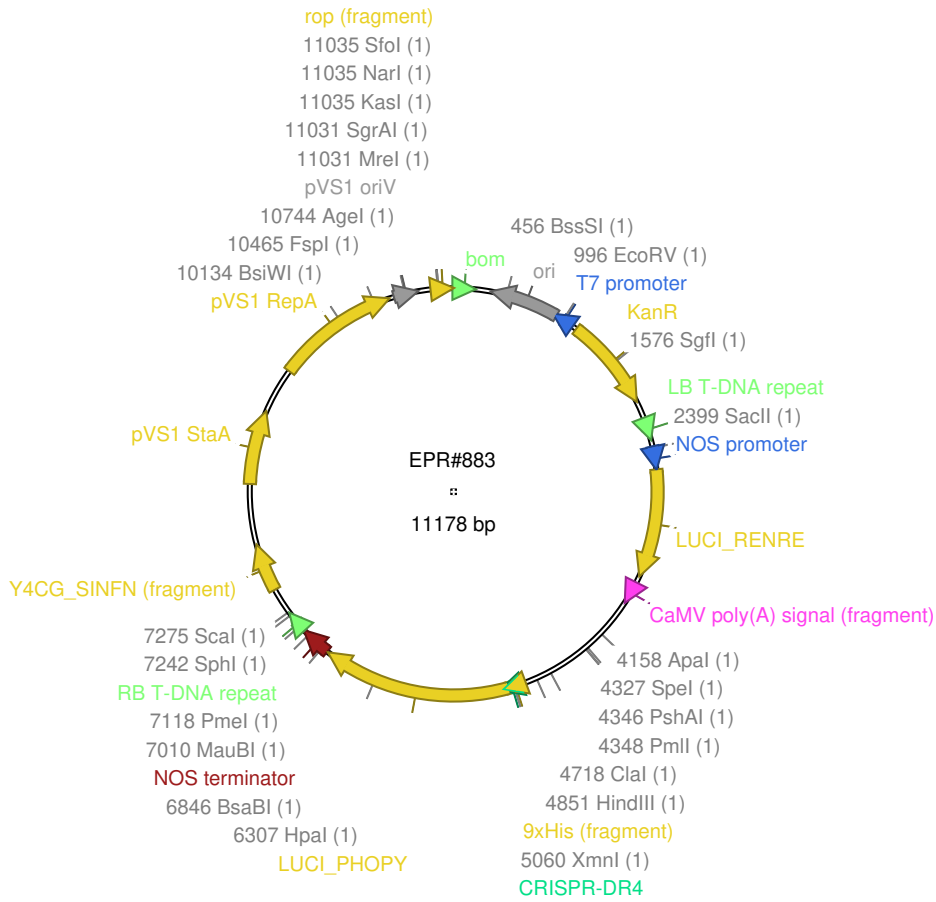 rop (fragment)
11035 SfoI (1)
11035 NarI (1)
11035 KasI (1)
11031 SgrAI (1)
11031 MreI (1)
pVS1 oriV
10744 AgeI (1)
10465 FspI (1)
10134 BsiWI (1)
pVS1 RepA
pVS1 StaA
Y4CG_SINFN (fragment)
7275 ScaI (1)
7242 SphI (1)
RB T-DNA repeat
7118 PmeI (1)
7010 MauBI (1)
NOS terminator
6846 BsaBI (1)
6307 HpaI (1)
LUCI_PHOPY
EPR#883
11178 bp
456 BssSI (1)
bom
996 EcoRV (1)
ori
T7 promoter
KanR
1576 SgfI (1)
LB T-DNA repeat
2399 SacII (1)
NOS promoter
LUCI_RENRE
CaMV poly(A) signal (fragment)
4158 ApaI (1)
4327 SpeI (1)
4346 PshAI (1)
4348 PmlI (1)
4718 ClaI (1)
4851 HindIII (1)
9xHis (fragment)
5060 XmnI (1)
CRISPR-DR4